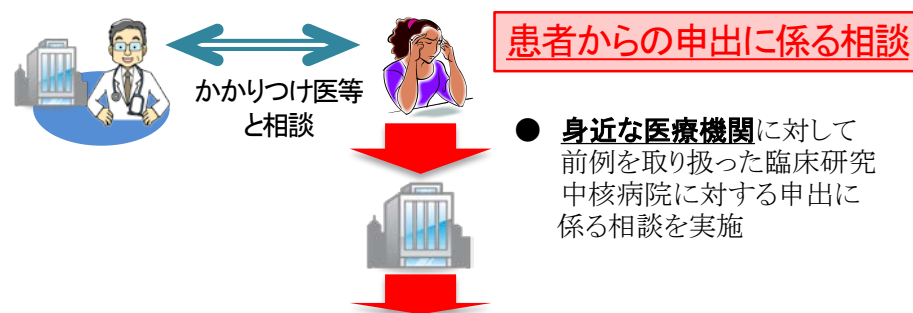 患者からの申出に係る相談
かかりつけ医等
と相談
● 身近な医療機関に対して
前例を取り扱った臨床研究
中核病院に対する申出に
係る相談を実施